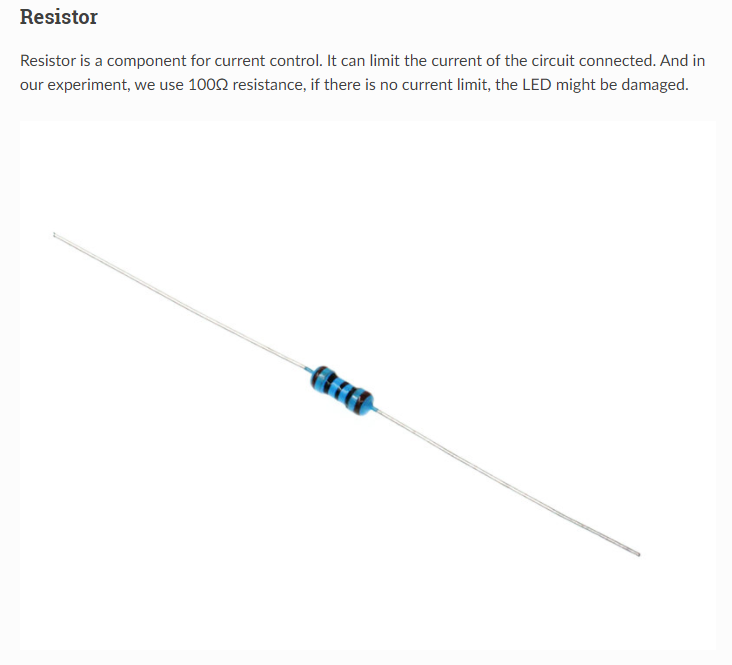 Resistor
Resistor is a component for current control. It can limit the current of the circuit connected. And in
our experiment, we use 100Ω resistance, if there is no current limit, the LED might be damaged.